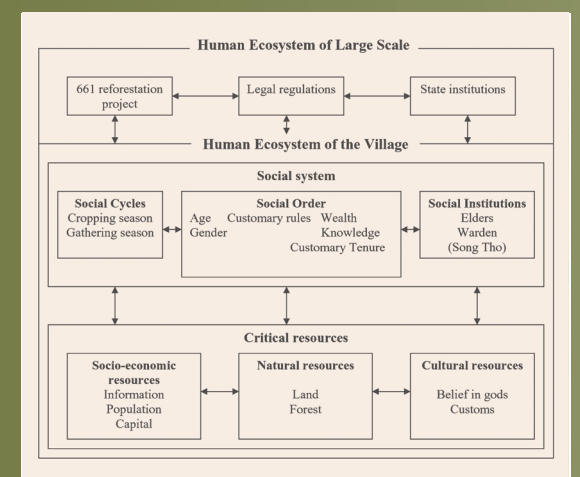 Human Ecosystem of Large Scale
661 reforestation
project
Legal regulations
State institutions
Human Ecosystem of the Village
Social system
Social Cycles
Cropping season
Gathering season
Social Order
Age Customary rules Wealth
Gender Knowledge
Customary Tenure
Social Institutions
Elders
Warden
(Song Tho)
Critical resources
Socio-economic
resources
Information
Population
Capital
Natural resources
Land
Forest
Cultural resources
Belief in gods
Customs